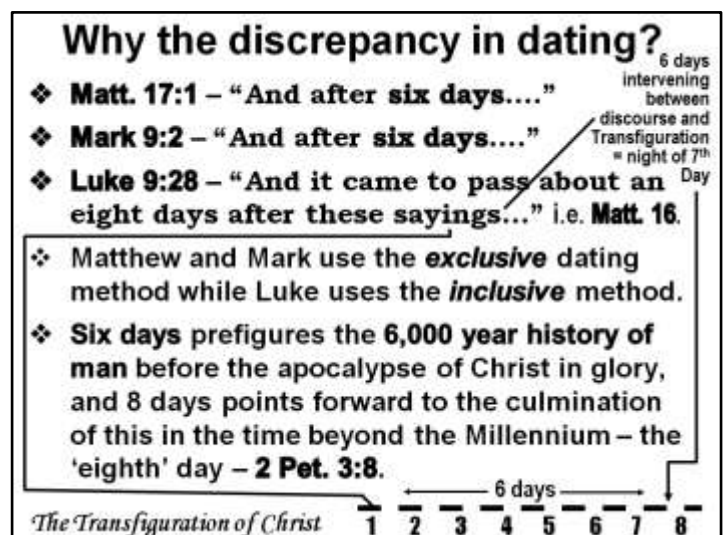 Why the discrepancy in dating?
6 days
intervening
between
discourse and
Transfiguration
= night of 7th
Day
❖ Matt. 17:1 – “And after six days....”
❖ Mark 9:2 – “And after six days....”
❖ Luke 9:28 – “And it came to pass about an
eight days after these sayings...” i.e. Matt. 16.
❖ Matthew and Mark use the exclusive dating
method while Luke uses the inclusive method.
❖ Six days prefigures the 6,000 year history of
man before the apocalypse of Christ in glory,
and 8 days points forward to the culmination
of this in the time beyond the Millennium – the
‘eighth’ day – 2 Pet. 3:8.
6 days
The Transfiguration of Christ
1 2 3 4 5 6 7 8